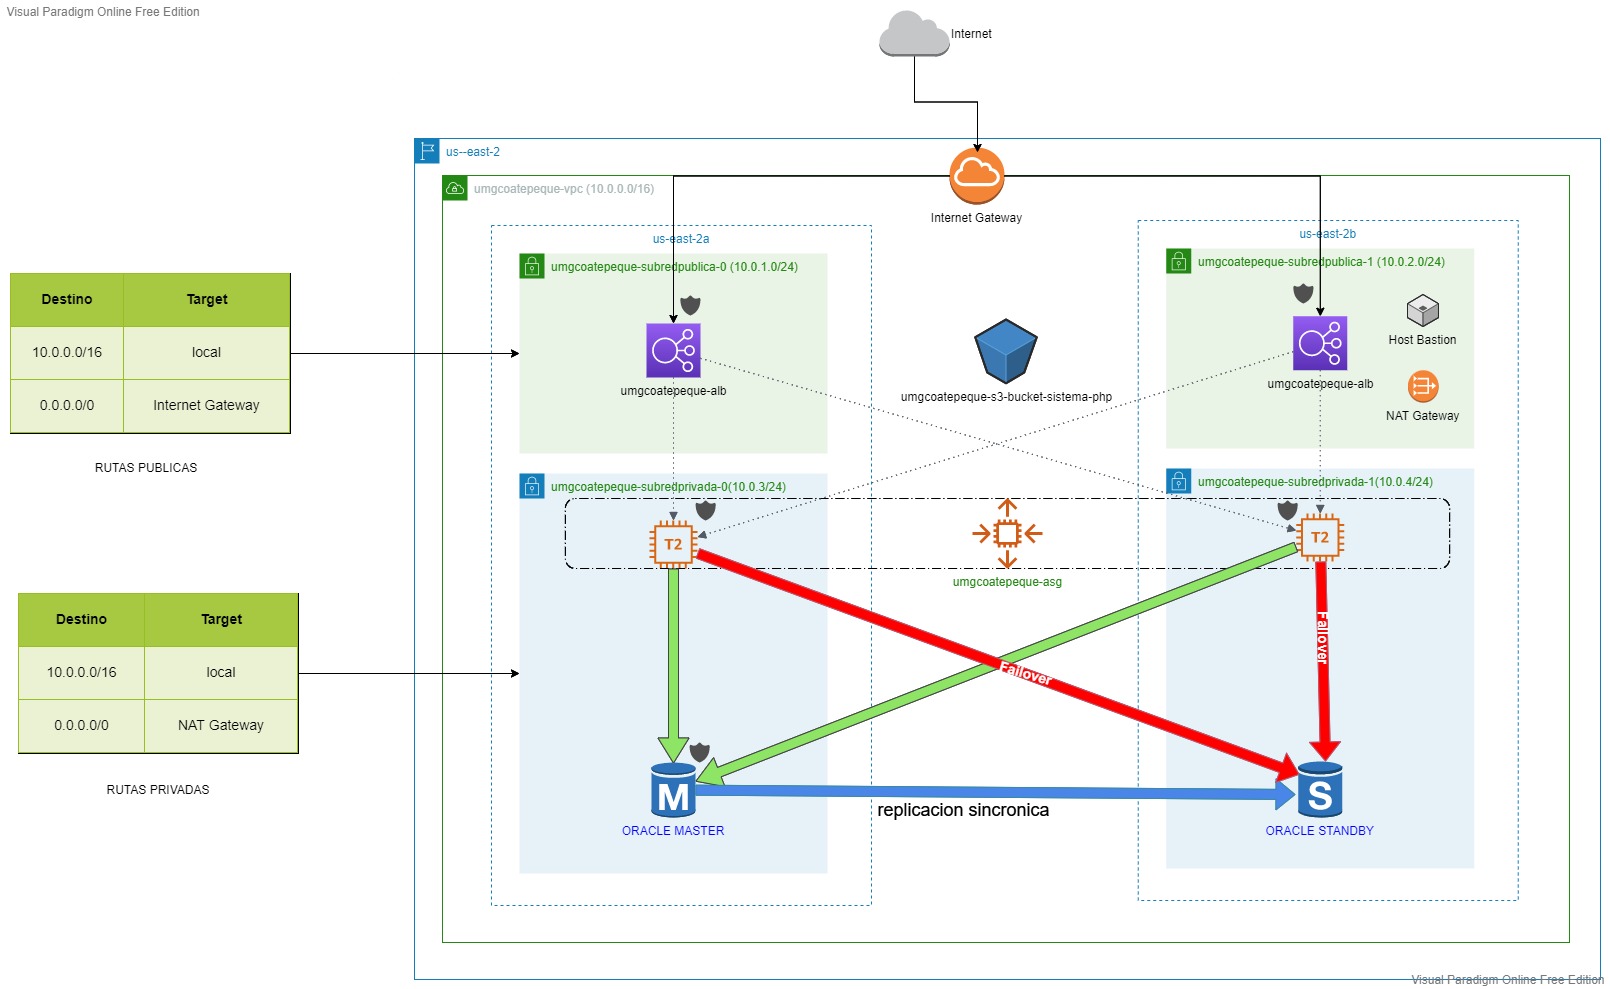 Visual Paradigm Online Free Edition
Internet
us--east-2
umgcoatepeque-vpc (10.0.0.0/16)
Internet Gateway
us-east-2a
us-east-2b
umgcoatepeque-subredpublica-0 (10.0.1.0/24)
umgcoatepeque-subredpublica-1 (10.0.2.0/24)
Destino Target
10.0.0.0/16 local
0.0.0.0/0 Internet Gateway
RUTAS PUBLICAS
umgcoatepeque-alb
umgcoatepeque-s3-bucket-sistema-php
umgcoatepeque-alb
Host Bastion
NAT Gateway
umgcoatepeque-subredprivada-0(10.0.3/24)
umgcoatepeque-subredprivada-1(10.0.4/24)
T2
T2
umgcoatepeque-asg
Destino Target
10.0.0.0/16 local
0.0.0.0/0 NAT Gateway
RUTAS PRIVADAS
Failover
Failover
M
S
replicacion sincronica
ORACLE MASTER
ORACLE STANDBY
Visual Paradigm Online Free Edition